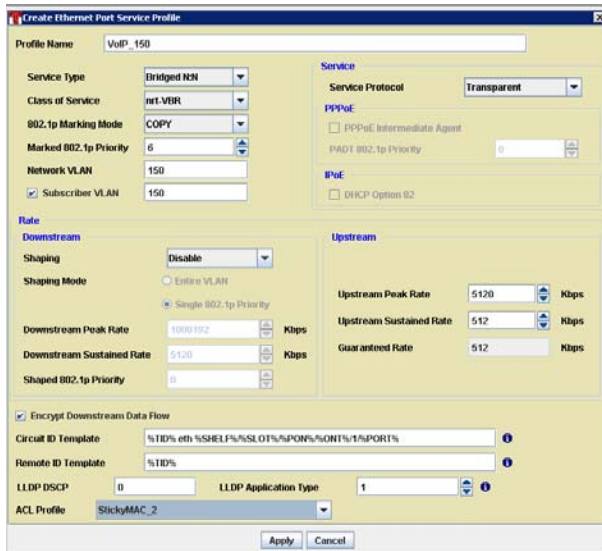 Create Ethernet Port Service Profile
Profile Name VoIP_150
Service Type Bridged N:N
Class of Service nrt-VBR
802.1p Marking Mode COPY
Marked 802.1p Priority 6
Network VLAN 150
Subscriber VLAN 150
Service
Service Protocol Transparent
PPPoE
PPPoE Intermediate Agent
PADT 802.1p Priority 0
IPoE
DHCP Option 82
Rate
Downstream
Shaping Disable
Shaping Mode Entire VLAN
Single 802.1p Priority
Downstream Peak Rate 1000192 Kbps
Downstream Sustained Rate 5120 Kbps
Shaped 802.1p Priority 0
Upstream
Upstream Peak Rate 5120 Kbps
Upstream Sustained Rate 512 Kbps
Guaranteed Rate 512 Kbps
Encrypt Downstream Data Flow
Circuit ID Template %TID% eth %SHELF%/%SLOT%/%PON%/%ONT%/1/%PORT%
Remote ID Template %TID%
LLDP DSCP 0 LLDP Application Type 1
ACL Profile StickyMAC_2
Apply Cancel